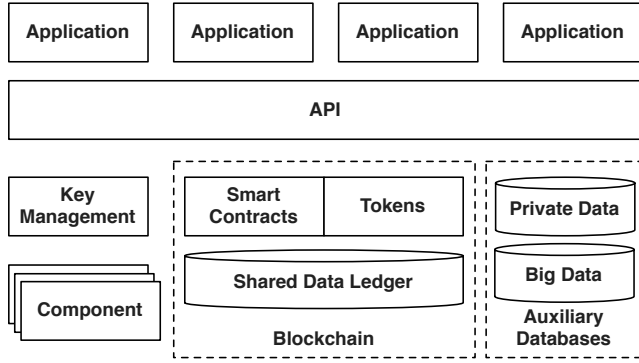 Application
Application
Application
Application
API
Key
Management
Smart
Contracts
Tokens
Private Data
Shared Data Ledger
Big Data
Component
Blockchain
Auxiliary
Databases